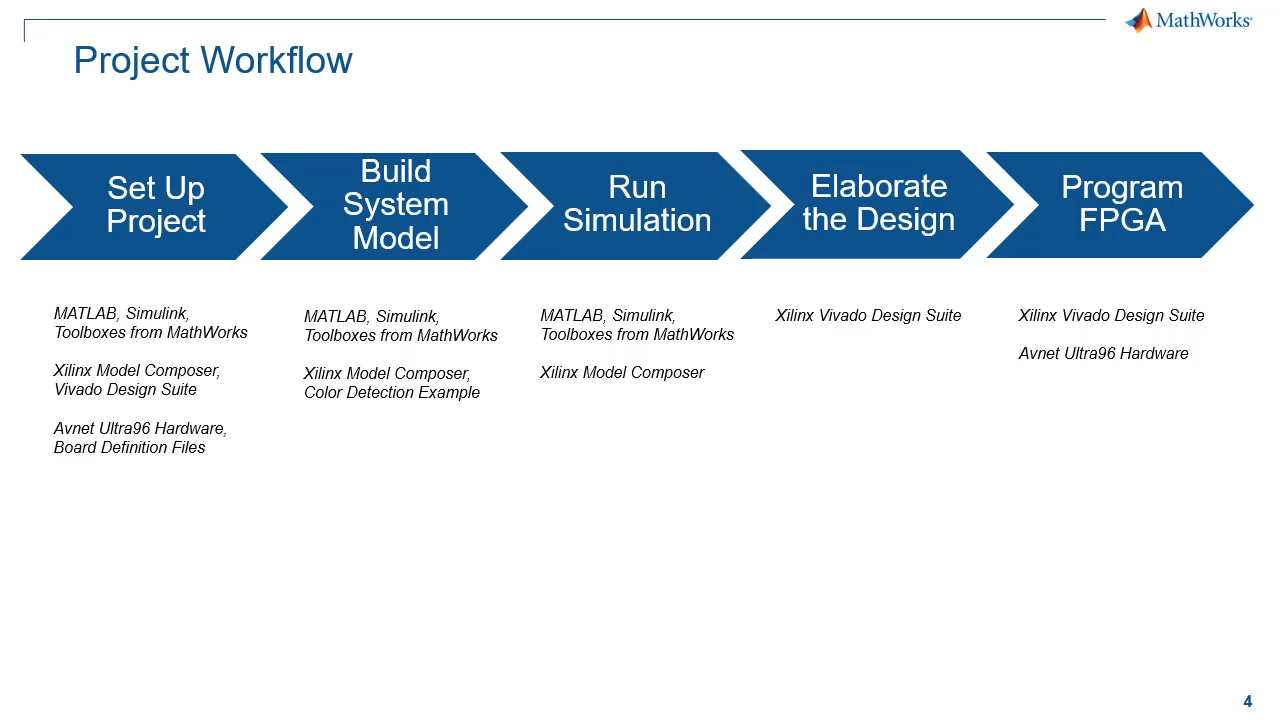 MathWorks®
Project Workflow
Set Up
Project
Build
System
Model
Run
Simulation
Elaborate
the Design
Program
FPGA
MATLAB, Simulink,
Toolboxes from MathWorks
Xilinx Model Composer,
Vivado Design Suite
Avnet Ultra96 Hardware,
Board Definition Files
MATLAB, Simulink,
Toolboxes from MathWorks
Xilinx Model Composer,
Color Detection Example
MATLAB, Simulink,
Toolboxes from MathWorks
Xilinx Model Composer
Xilinx Vivado Design Suite
Xilinx Vivado Design Suite
Avnet Ultra96 Hardware
4